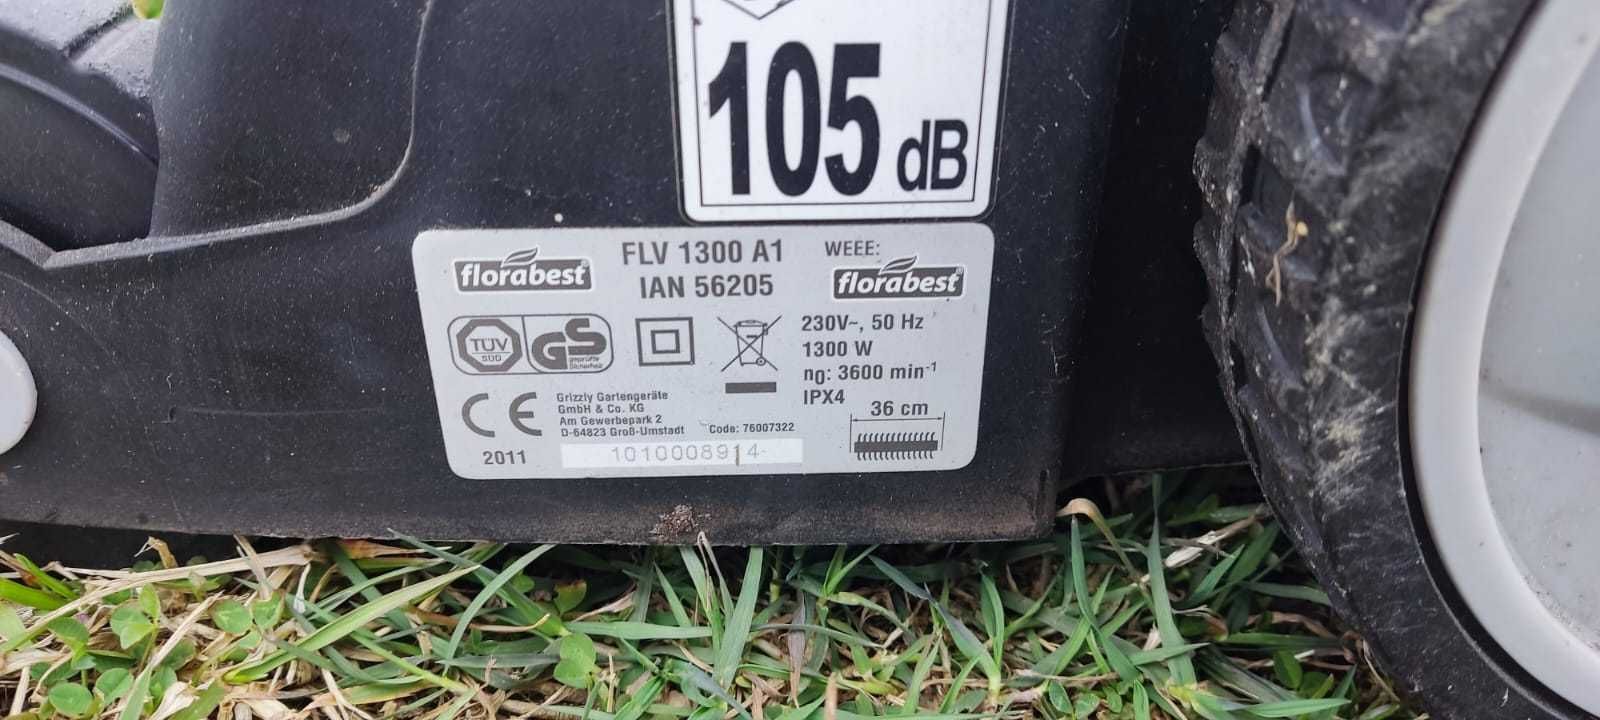 105 dB
florabest
FLV 1300 A1
IAN 56205
WEEE:
florabest
TÜV
SÜD
GS
geprüfte
Sicherheit
230V~, 50 Hz
1300 W
n0: 3600 min-1
IPX4
36 cm
CE
Grizzly Gartengeräte
GmbH & Co. KG
Am Gewerbepark 2
D-64823 Groß-Umstadt
Code: 76007322
2011
1010008914